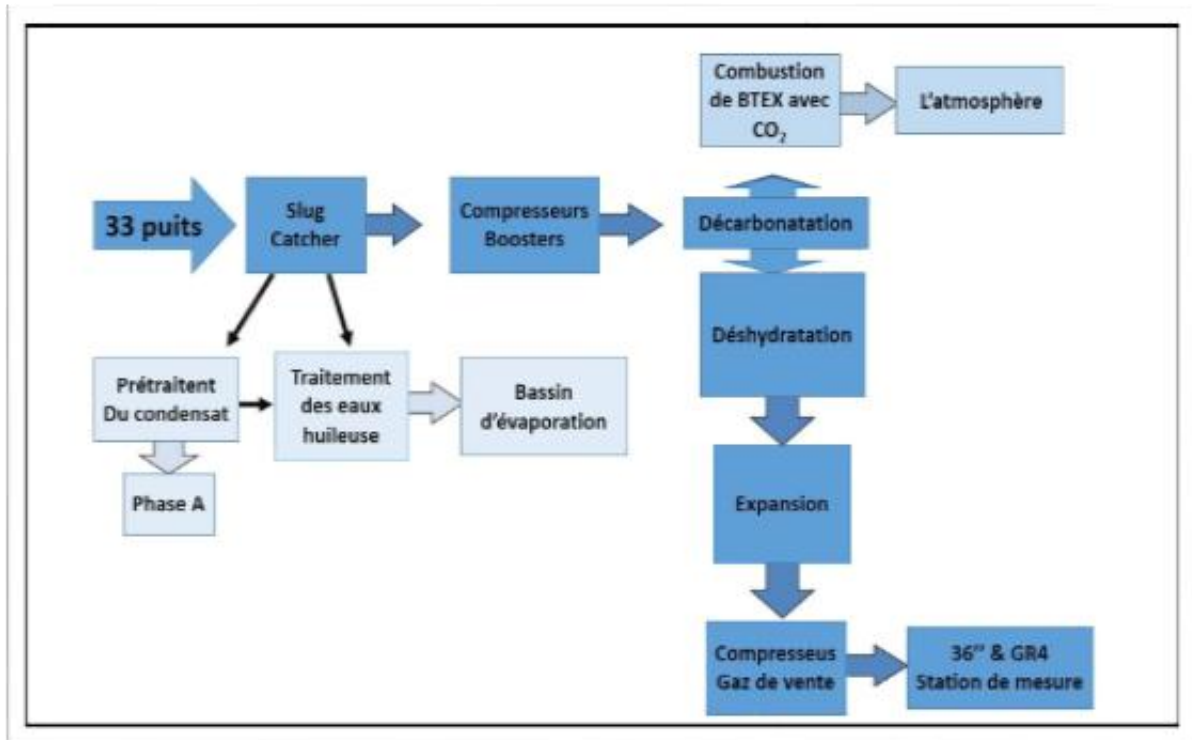 Combustion
de BTEX avec
CO₂
L'atmosphère
33 puits
Slug
Catcher
Compresseurs
Boosters
Décarbonatation
Déshydratation
Prétraitent
Du condensat
Traitement
des eaux
huileuse
Bassin
d'évaporation
Phase A
Expansion
Compresseus
Gaz de vente
36'' & GR4
Station de mesure